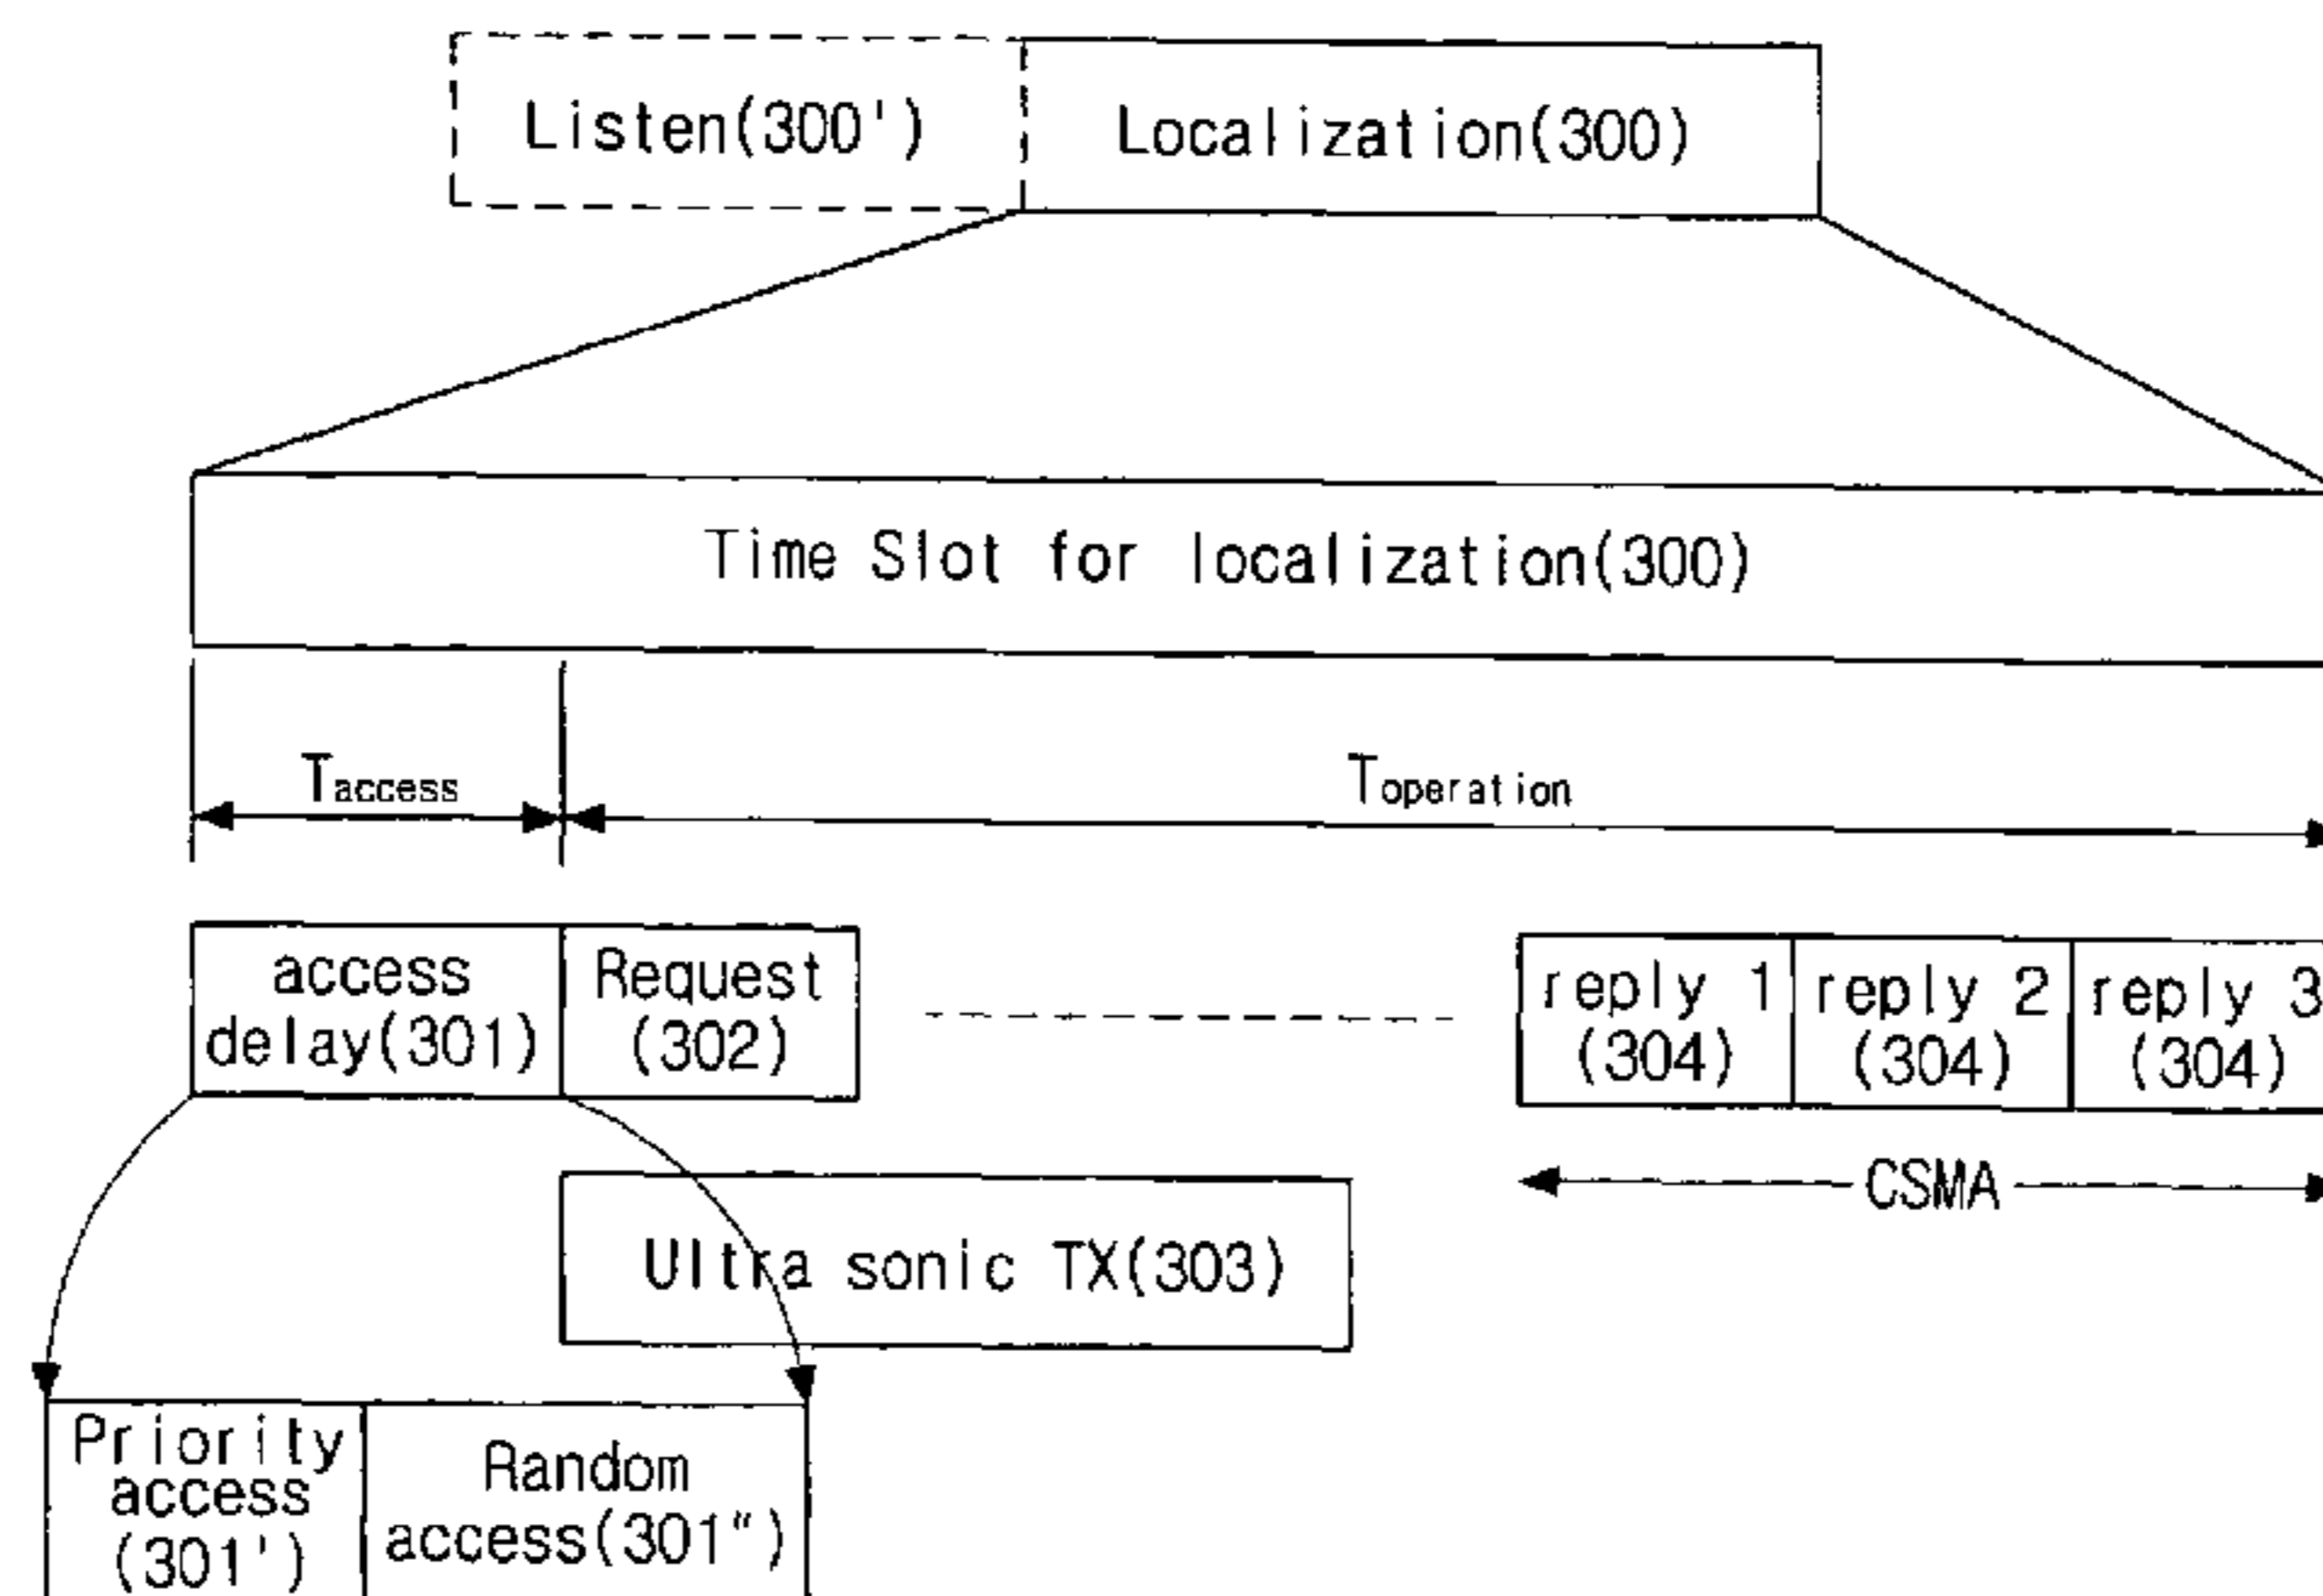 Listen(300')
Localization(300)
Time Slot for localization(300)
Taccess
Toperation
access
delay(301)
Request
(302)
reply 1
(304)
reply 2
(304)
reply 3
(304)
CSMA
Ultra sonic TX(303)
Priority
access
(301')
Random
access(301")